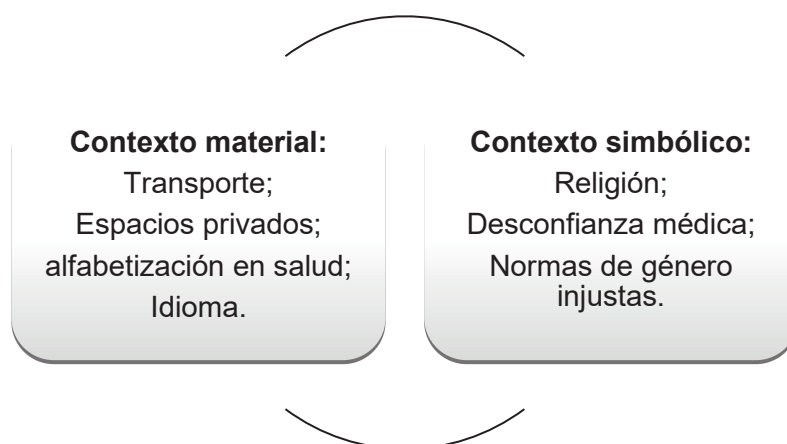 Contexto material:
Transporte;
Espacios privados;
alfabetización en salud;
Idioma.
Contexto simbólico:
Religión;
Desconfianza médica;
Normas de género
injustas.